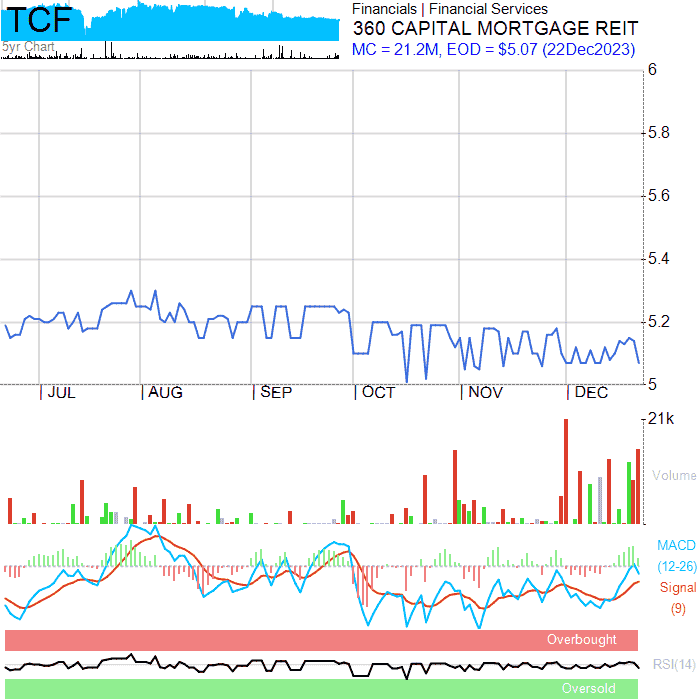 TCF
5yr Chart
Financials | Financial Services
360 CAPITAL MORTGAGE REIT
MC = 21.2M, EOD = $5.07 (22Dec2023)
6
5.8
5.6
5.4
5.2
5
JUL AUG SEP OCT NOV DEC
21k
Volume
MACD
(12-26)
Signal
(9)
Overbought
RSI(14)
Oversold